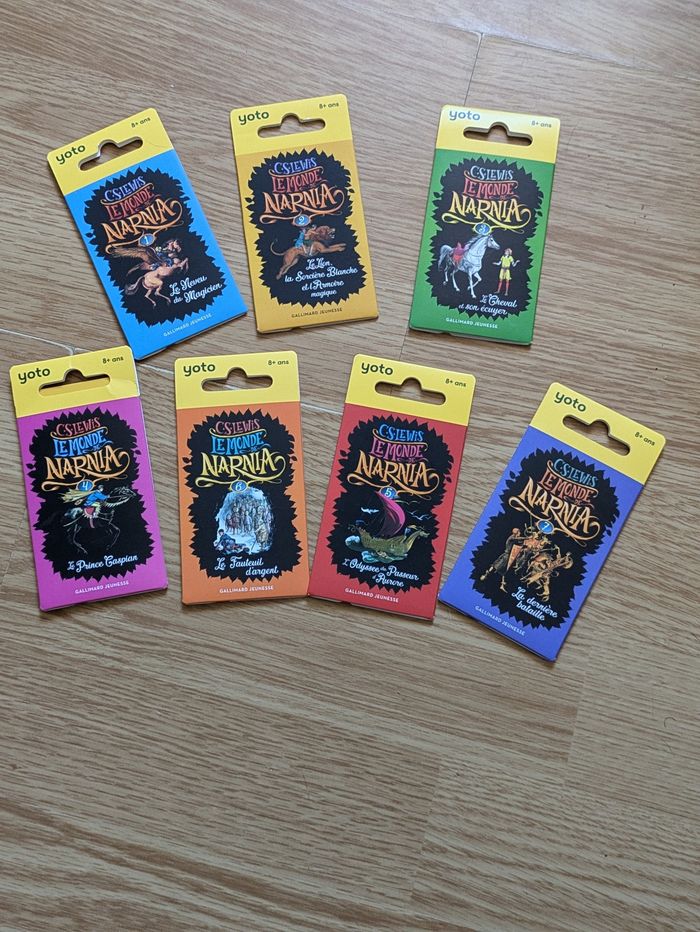 yoto
8+ ans
C.S. LEWIS
LE MONDE
DE
NARNIA
1
Le Neveu
du Magicien
GALLIMARD JEUNESSE
yoto
8+ ans
C.S. LEWIS
LE MONDE
DE
NARNIA
2
Le Lion,
la Sorcière Blanche
et l'Armoire
magique
GALLIMARD JEUNESSE
yoto
8+ ans
C.S. LEWIS
LE MONDE
DE
NARNIA
3
Le Cheval
et son écuyer
GALLIMARD JEUNESSE
yoto
8+ ans
C.S. LEWIS
LE MONDE
DE
NARNIA
4
Le Prince Caspian
GALLIMARD JEUNESSE
yoto
8+ ans
C.S. LEWIS
LE MONDE
DE
NARNIA
6
Le Fauteuil
d'argent
GALLIMARD JEUNESSE
yoto
8+ ans
C.S. LEWIS
LE MONDE
DE
NARNIA
5
L'Odyssée du Passeur
d'Aurore
GALLIMARD JEUNESSE
yoto
8+ ans
C.S. LEWIS
LE MONDE
DE
NARNIA
7
La dernière
bataille
GALLIMARD JEUNESSE